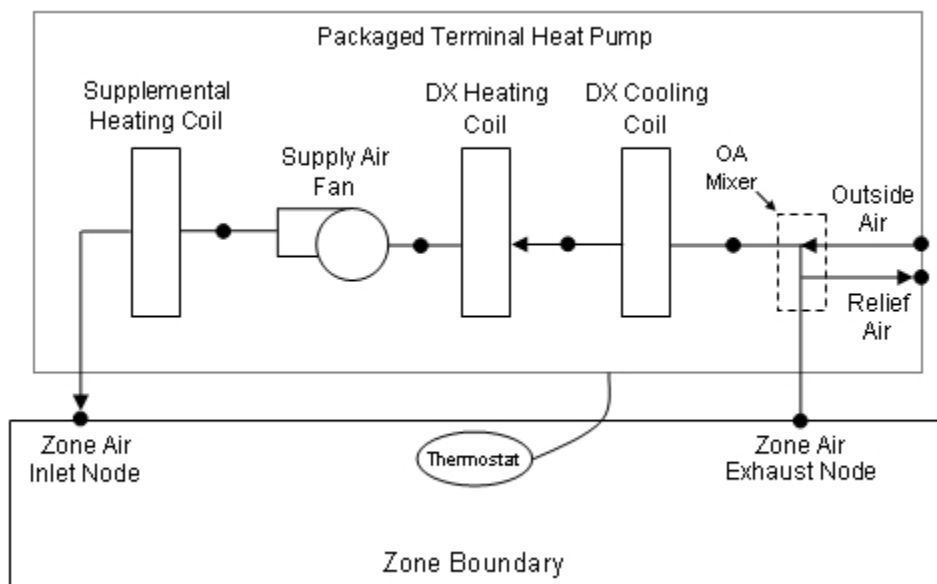 Packaged Terminal Heat Pump
Supplemental
Heating Coil
Supply Air
Fan
DX Heating
Coil
DX Cooling
Coil
OA
Mixer
Outside
Air
Relief
Air
Zone Air
Inlet Node
Thermostat
Zone Air
Exhaust Node
Zone Boundary